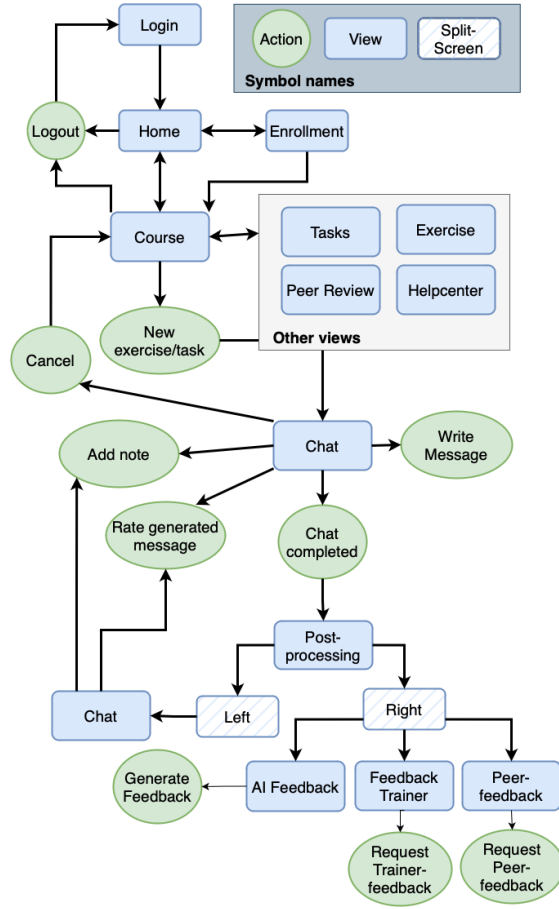 Login
Action
View
Split-
Screen
Symbol names
Logout
Home
Enrollment
Course
Tasks
Exercise
Peer Review
Helpcenter
Other views
New
exercise/task
Cancel
Chat
Write
Message
Add note
Rate generated
message
Chat
completed
Post-
processing
Left
Right
Chat
Generate
Feedback
AI Feedback
Feedback
Trainer
Peer-
feedback
Request
Trainer-
feedback
Request
Peer-
feedback